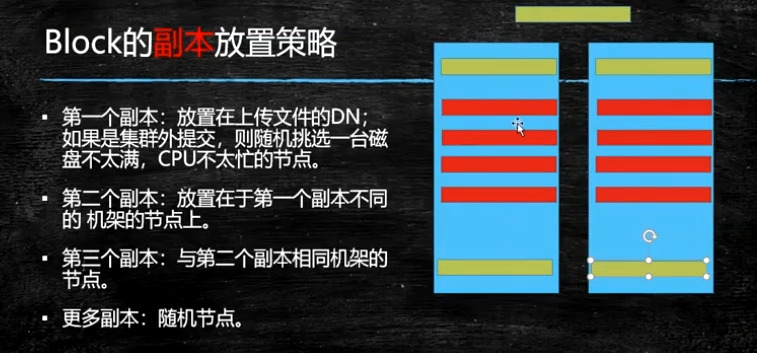 Block的副本放置策略
▪ 第一个副本：放置在上传文件的DN；
如果是集群外提交，则随机挑选一台磁
盘不太满，CPU不太忙的节点。
▪ 第二个副本：放置在于第一个副本不同
的 机架的节点上。
▪ 第三个副本：与第二个副本相同机架的
节点。
▪ 更多副本：随机节点。